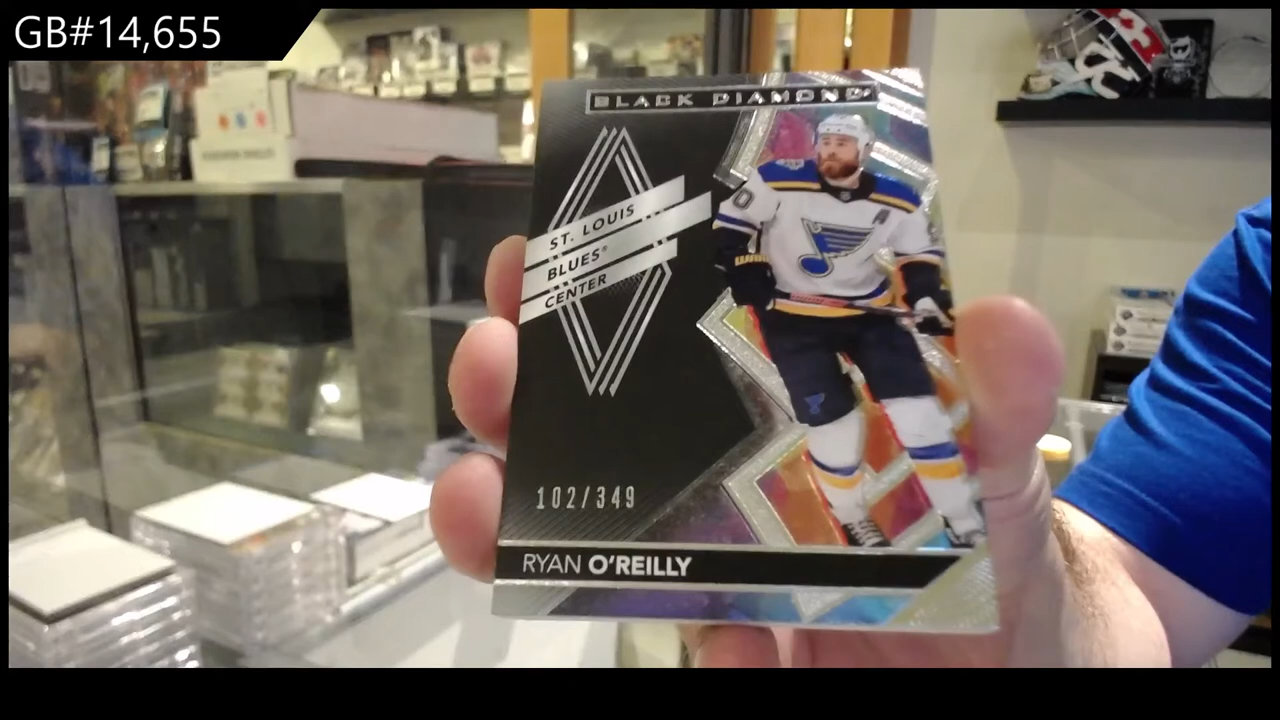 GB#14,655
BLACK DIAMOND
ST. LOUIS
BLUES®
CENTER
102/349
RYAN O'REILLY